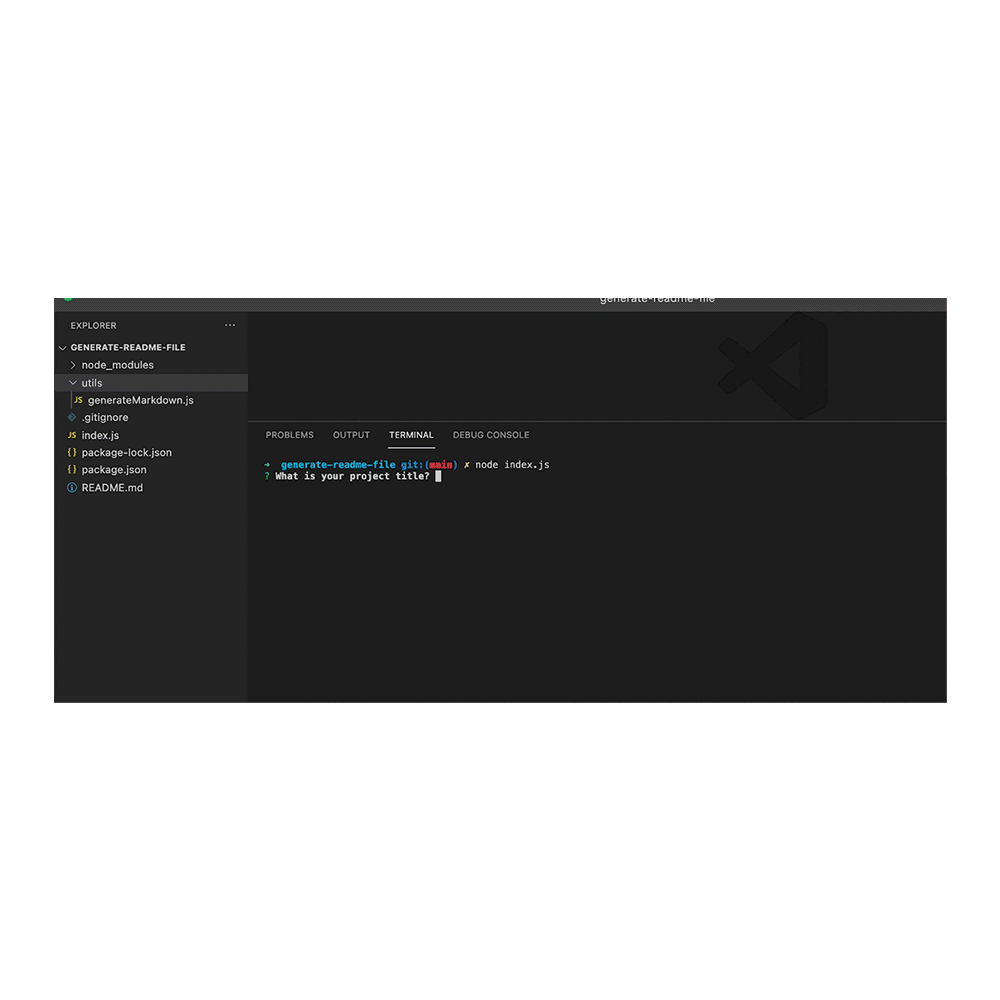 generate-readme-file
EXPLORER ···
GENERATE-README-FILE
node_modules
utils
JS generateMarkdown.js
.gitignore
JS index.js
{} package-lock.json
{} package.json
README.md
PROBLEMS OUTPUT TERMINAL DEBUG CONSOLE
→ generate-readme-file git:(main) ✗ node index.js
? What is your project title?